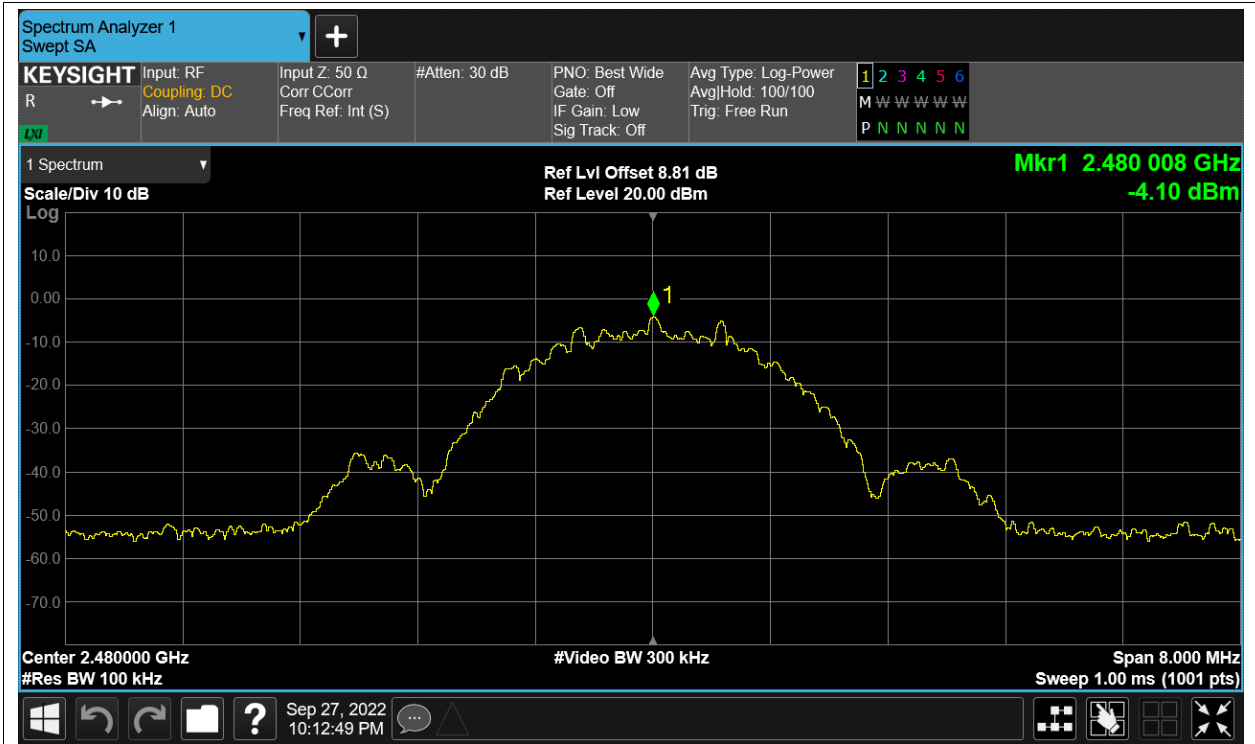 Spectrum Analyzer 1
Swept SA
KEYSIGHT
R
LXI
Input: RF
Coupling: DC
Align: Auto
Input Z: 50 Ω
Corr CCorr
Freq Ref: Int (S)
#Atten: 30 dB
PNO: Best Wide
Gate: Off
IF Gain: Low
Sig Track: Off
Avg Type: Log-Power
Avg|Hold: 100/100
Trig: Free Run
1 2 3 4 5 6
M W W W W W
P N N N N N
1 Spectrum
Scale/Div 10 dB
Log
Ref Lvl Offset 8.81 dB
Ref Level 20.00 dBm
Mkr1 2.480 008 GHz
-4.10 dBm
10.0
0.00
1
-10.0
-20.0
-30.0
-40.0
-50.0
-60.0
-70.0
Center 2.480000 GHz
#Video BW 300 kHz
Span 8.000 MHz
#Res BW 100 kHz
Sweep 1.00 ms (1001 pts)
?
Sep 27, 2022
10:12:49 PM